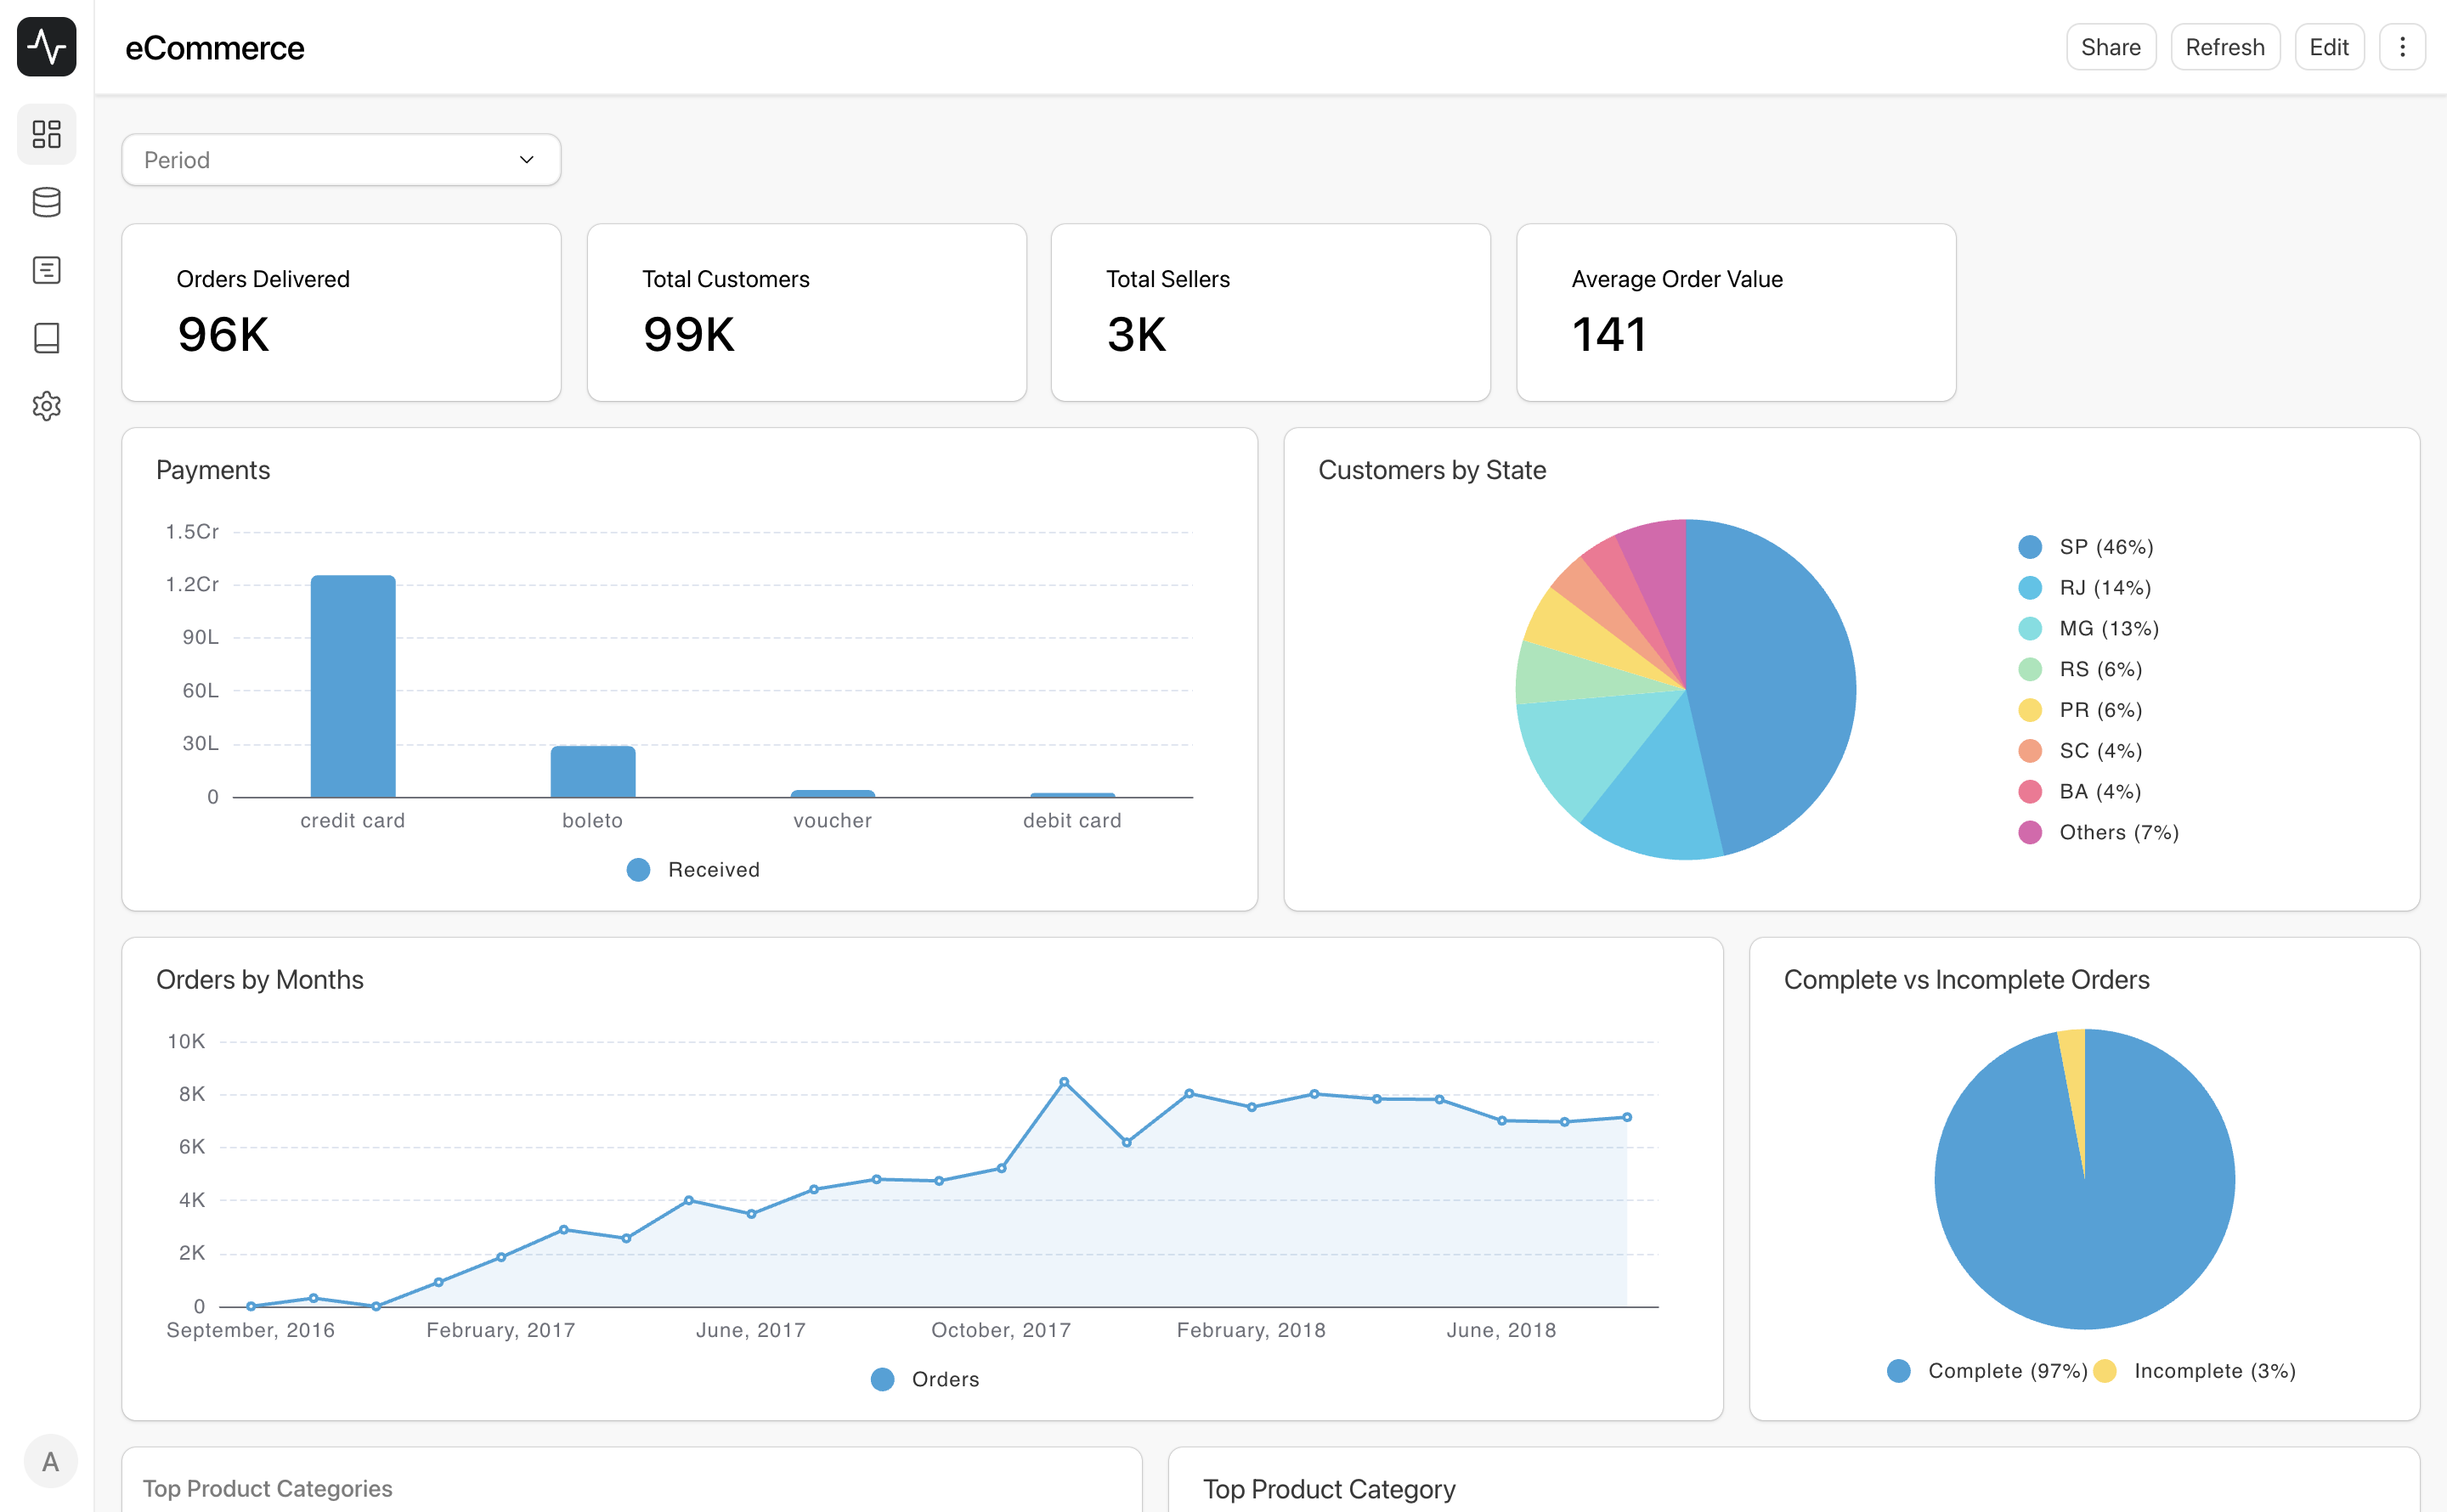 eCommerce
Share
Refresh
Edit
Period
Orders Delivered
96K
Total Customers
99K
Total Sellers
3K
Average Order Value
141
Payments
1.5Cr
1.2Cr
90L
60L
30L
0
credit card
boleto
voucher
debit card
Received
Customers by State
SP (46%)
RJ (14%)
MG (13%)
RS (6%)
PR (6%)
SC (4%)
BA (4%)
Others (7%)
Orders by Months
10K
8K
6K
4K
2K
0
September, 2016
February, 2017
June, 2017
October, 2017
February, 2018
June, 2018
Orders
Complete vs Incomplete Orders
Complete (97%)
Incomplete (3%)
A
Top Product Categories
Top Product Category